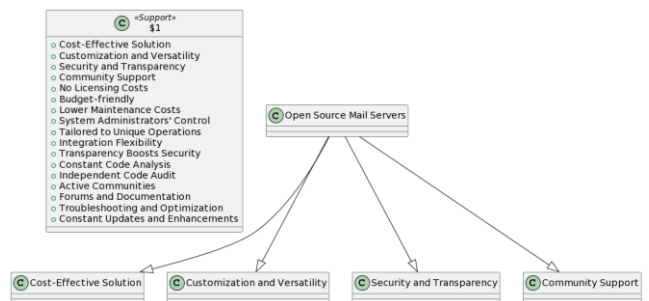 C
«Support»
$1
Cost-Effective Solution
Customization and Versatility
Security and Transparency
Community Support
No Licensing Costs
Budget-friendly
Lower Maintenance Costs
System Administrators' Control
Tailored to Unique Operations
Integration Flexibility
Transparency Boosts Security
Constant Code Analysis
Independent Code Audit
Active Communities
Forums and Documentation
Troubleshooting and Optimization
Constant Updates and Enhancements
C Open Source Mail Servers
C Cost-Effective Solution
C Customization and Versatility
C Security and Transparency
C Community Support